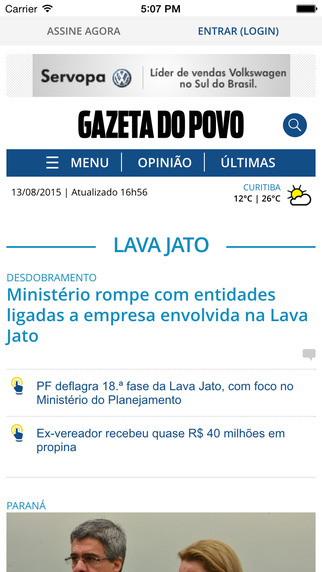 Carrier 5:07 PM
ASSINE AGORA ENTRAR (LOGIN)
Servopa Líder de vendas Volkswagen
no Sul do Brasil.
GAZETA DO POVO
MENU OPINIÃO ÚLTIMAS
13/08/2015 | Atualizado 16h56 CURITIBA
12°C | 26°C
LAVA JATO
DESDOBRAMENTO
Ministério rompe com entidades
ligadas a empresa envolvida na Lava
Jato
PF deflagra 18.ª fase da Lava Jato, com foco no
Ministério do Planejamento
Ex-vereador recebeu quase R$ 40 milhões em
propina
PARANÁ